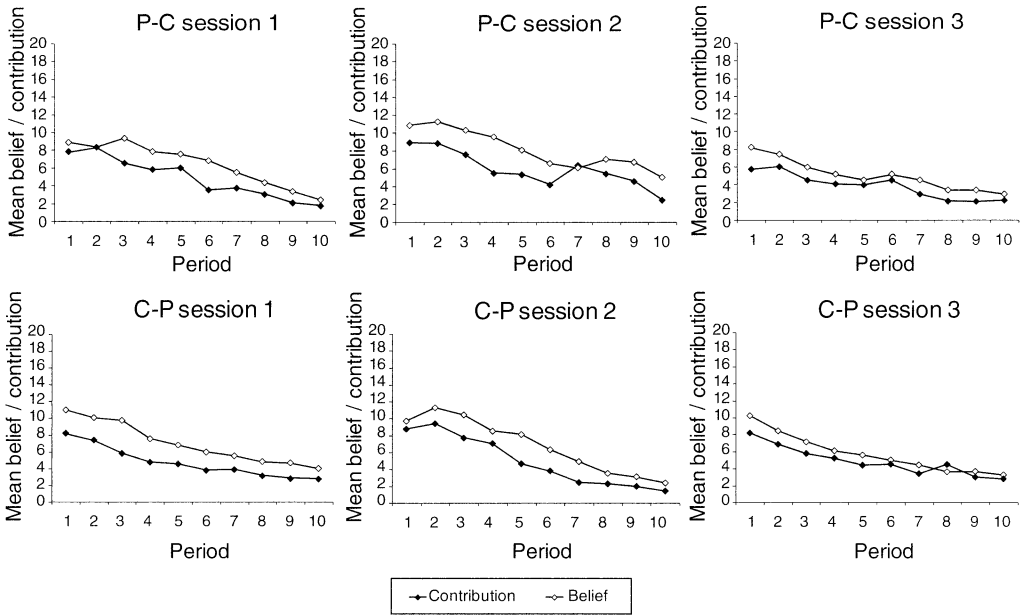 P-C session 1
Mean belief / contribution
20
18
16
14
12
10
8
6
4
2
0
1 2 3 4 5 6 7 8 9 10
Period
P-C session 2
Mean belief / contribution
20
18
16
14
12
10
8
6
4
2
0
1 2 3 4 5 6 7 8 9 10
Period
P-C session 3
Mean belief / contribution
20
18
16
14
12
10
8
6
4
2
0
1 2 3 4 5 6 7 8 9 10
Period
C-P session 1
Mean belief / contribution
20
18
16
14
12
10
8
6
4
2
0
1 2 3 4 5 6 7 8 9 10
Period
C-P session 2
Mean belief / contribution
20
18
16
14
12
10
8
6
4
2
0
1 2 3 4 5 6 7 8 9 10
Period
C-P session 3
Mean belief / contribution
20
18
16
14
12
10
8
6
4
2
0
1 2 3 4 5 6 7 8 9 10
Period
Contribution Belief